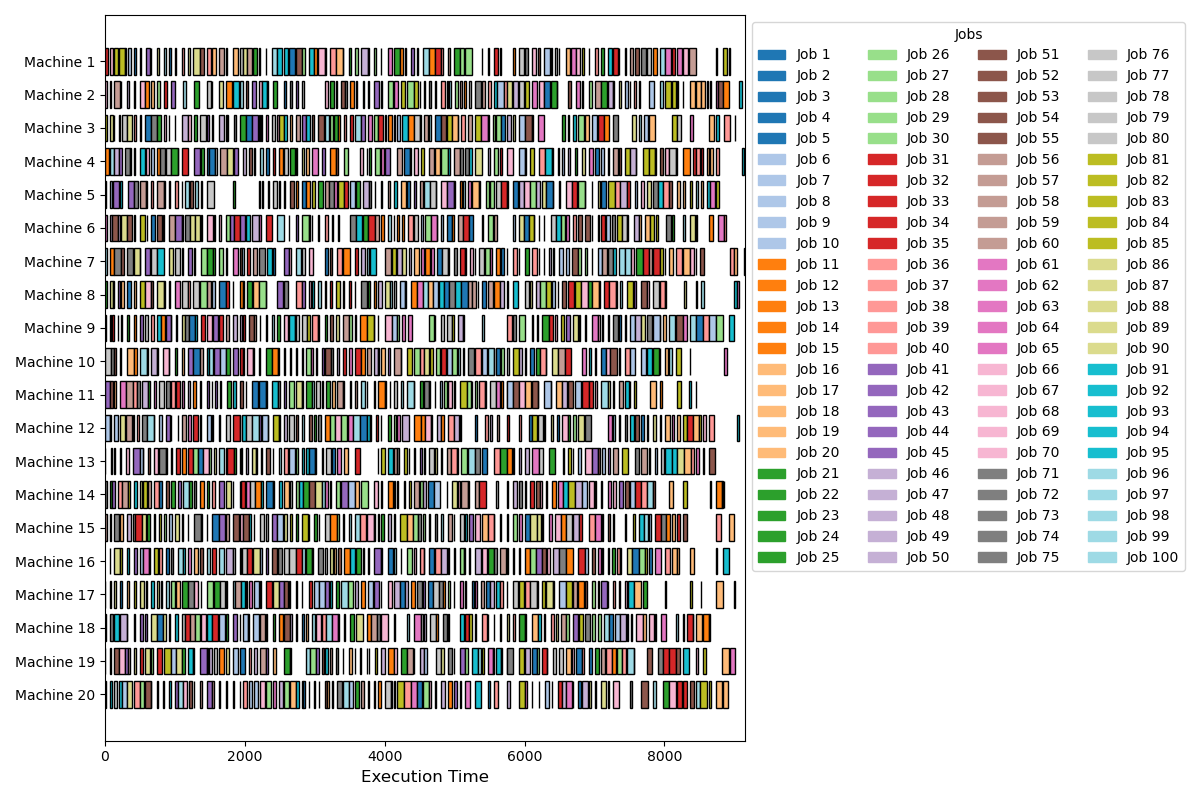 Machine 1
Machine 2
Machine 3
Machine 4
Machine 5
Machine 6
Machine 7
Machine 8
Machine 9
Machine 10
Machine 11
Machine 12
Machine 13
Machine 14
Machine 15
Machine 16
Machine 17
Machine 18
Machine 19
Machine 20
0 2000 4000 6000 8000
Execution Time
Jobs
Job 1 Job 26 Job 51 Job 76
Job 2 Job 27 Job 52 Job 77
Job 3 Job 28 Job 53 Job 78
Job 4 Job 29 Job 54 Job 79
Job 5 Job 30 Job 55 Job 80
Job 6 Job 31 Job 56 Job 81
Job 7 Job 32 Job 57 Job 82
Job 8 Job 33 Job 58 Job 83
Job 9 Job 34 Job 59 Job 84
Job 10 Job 35 Job 60 Job 85
Job 11 Job 36 Job 61 Job 86
Job 12 Job 37 Job 62 Job 87
Job 13 Job 38 Job 63 Job 88
Job 14 Job 39 Job 64 Job 89
Job 15 Job 40 Job 65 Job 90
Job 16 Job 41 Job 66 Job 91
Job 17 Job 42 Job 67 Job 92
Job 18 Job 43 Job 68 Job 93
Job 19 Job 44 Job 69 Job 94
Job 20 Job 45 Job 70 Job 95
Job 21 Job 46 Job 71 Job 96
Job 22 Job 47 Job 72 Job 97
Job 23 Job 48 Job 73 Job 98
Job 24 Job 49 Job 74 Job 99
Job 25 Job 50 Job 75 Job 100